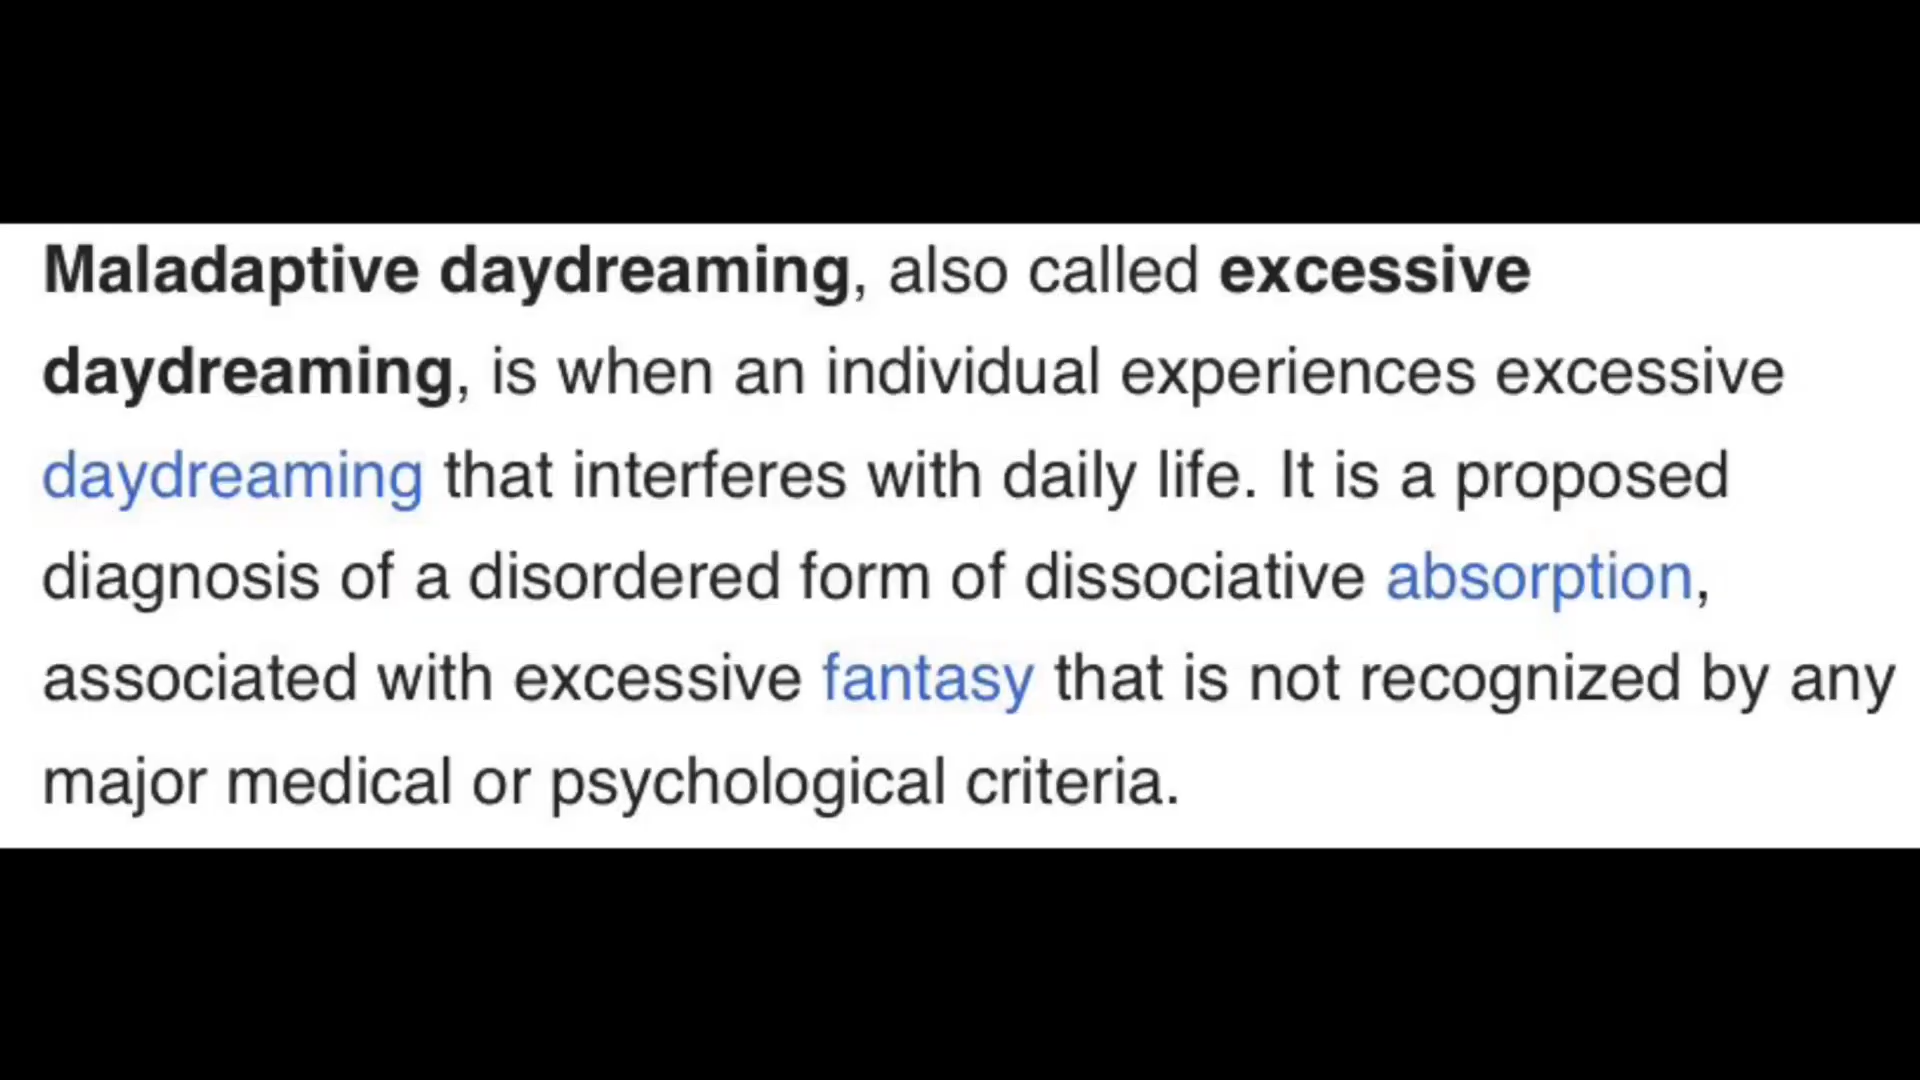 Maladaptive daydreaming, also called excessive
daydreaming, is when an individual experiences excessive
daydreaming that interferes with daily life. It is a proposed
diagnosis of a disordered form of dissociative absorption,
associated with excessive fantasy that is not recognized by any
major medical or psychological criteria.